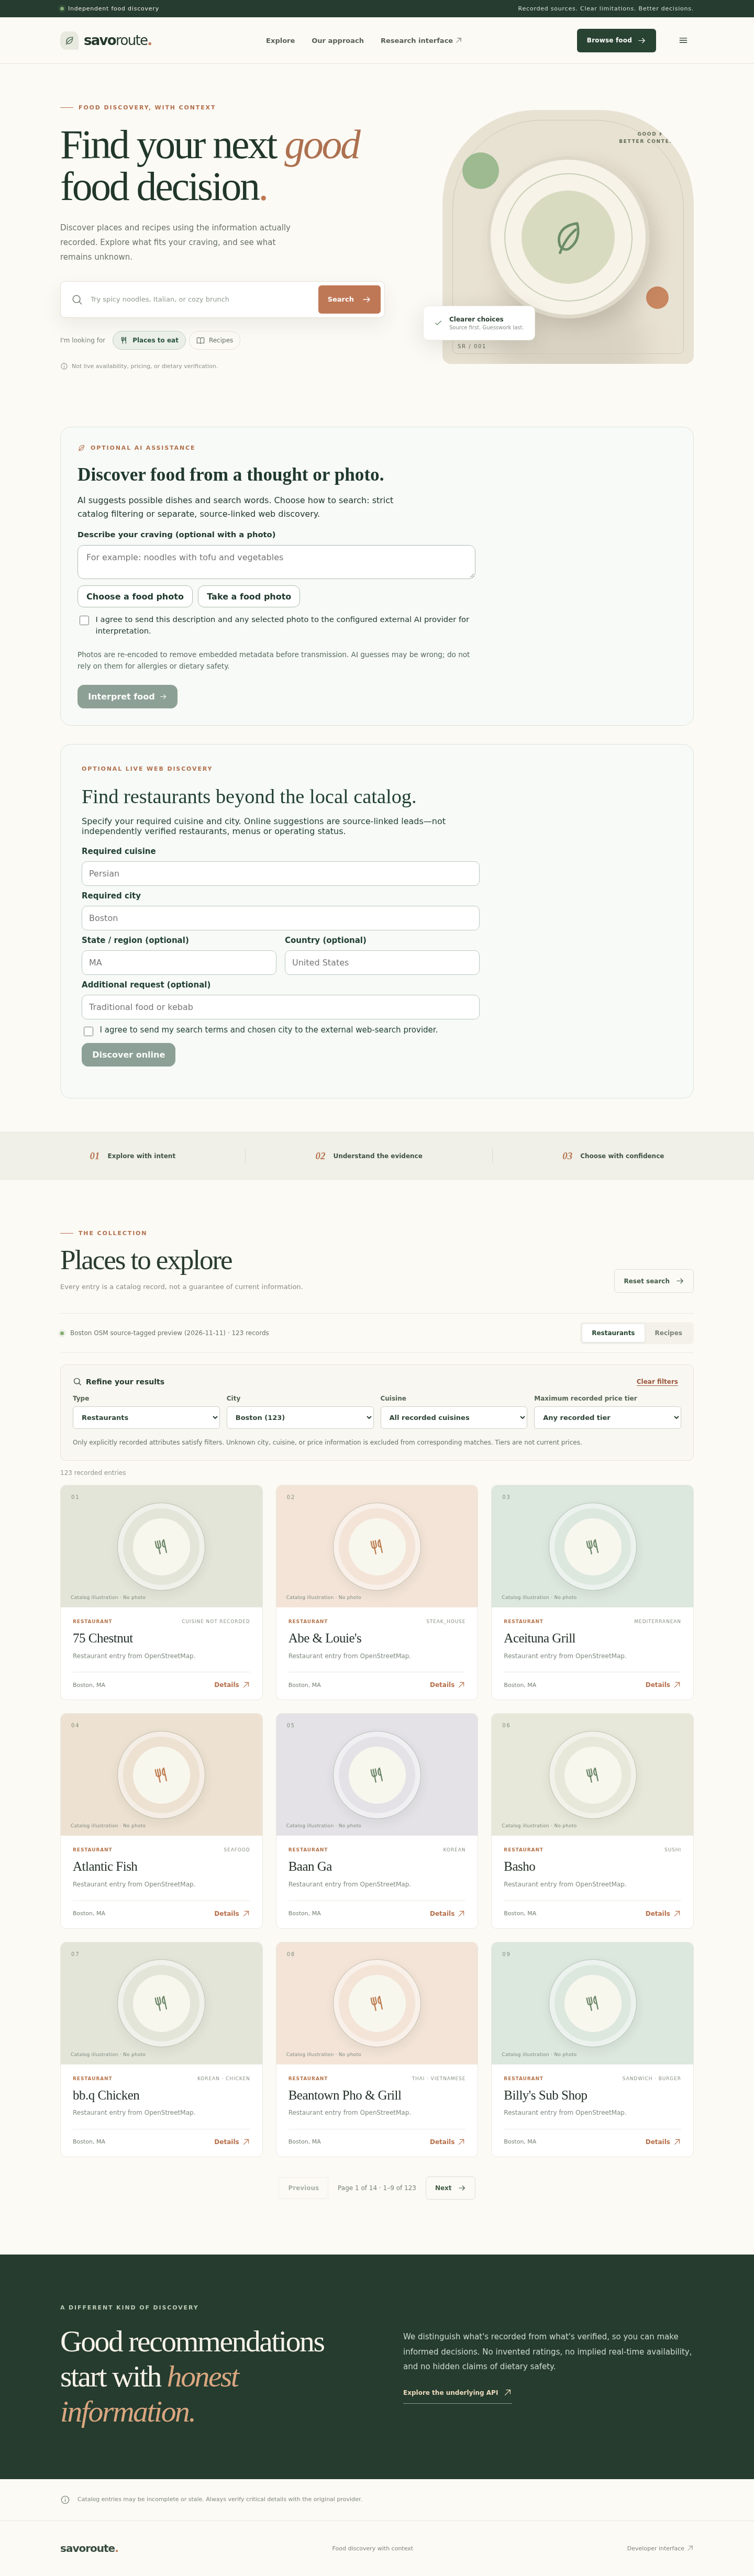 Independent food discovery
Recorded sources. Clear limitations. Better decisions.
savoroute.
Explore
Our approach
Research interface
Browse food
FOOD DISCOVERY, WITH CONTEXT
Find your next good
food decision.
Discover places and recipes using the information actually
recorded. Explore what fits your craving, and see what
remains unknown.
Try spicy noodles, Italian, or cozy brunch
Search
I'm looking for
Places to eat
Recipes
Not live availability, pricing, or dietary verification.
GOOD
BETTER
Clearer choices
Source first. Guesswork last.
SR / 001
OPTIONAL AI ASSISTANCE
Discover food from a thought or photo.
AI suggests possible dishes and search words. Choose how to search: strict
catalog filtering or separate, source-linked web discovery.
Describe your craving (optional with a photo)
For example: noodles with tofu and vegetables
Choose a food photo
Take a food photo
I agree to send this description and any selected photo to the configured external AI provider for
interpretation.
Photos are re-encoded to remove embedded metadata before transmission. AI guesses may be wrong; do not
rely on them for allergies or dietary safety.
Interpret food
OPTIONAL LIVE WEB DISCOVERY
Find restaurants beyond the local catalog.
Specify your required cuisine and city. Online suggestions are source-linked leads—not
independently verified restaurants, menus or operating status.
Required cuisine
Persian
Required city
Boston
State / region (optional)
Country (optional)
MA
United States
Additional request (optional)
Traditional food or kebab
I agree to send my search terms and chosen city to the external web-search provider.
Discover online
01 Explore with intent
02 Understand the evidence
03 Choose with confidence
THE COLLECTION
Places to explore
Every entry is a catalog record, not a guarantee of current information.
Reset search
Boston OSM source-tagged preview (2026-11-11) · 123 records
Restaurants
Recipes
Refine your results
Clear filters
Type
City
Cuisine
Maximum recorded price tier
Restaurants
Boston (123)
All recorded cuisines
Any recorded tier
Only explicitly recorded attributes satisfy filters. Unknown city, cuisine, or price information is excluded from corresponding matches. Tiers are not current prices.
123 recorded entries
01
Catalog illustration · No photo
RESTAURANT
CUISINE NOT RECORDED
75 Chestnut
Restaurant entry from OpenStreetMap.
Boston, MA
Details
02
Catalog illustration · No photo
RESTAURANT
STEAK_HOUSE
Abe & Louie's
Restaurant entry from OpenStreetMap.
Boston, MA
Details
03
Catalog illustration · No photo
RESTAURANT
MEDITERRANEAN
Aceituna Grill
Restaurant entry from OpenStreetMap.
Boston, MA
Details
04
Catalog illustration · No photo
RESTAURANT
SEAFOOD
Atlantic Fish
Restaurant entry from OpenStreetMap.
Boston, MA
Details
05
Catalog illustration · No photo
RESTAURANT
KOREAN
Baan Ga
Restaurant entry from OpenStreetMap.
Boston, MA
Details
06
Catalog illustration · No photo
RESTAURANT
SUSHI
Basho
Restaurant entry from OpenStreetMap.
Boston, MA
Details
07
Catalog illustration · No photo
RESTAURANT
KOREAN · CHICKEN
bb.q Chicken
Restaurant entry from OpenStreetMap.
Boston, MA
Details
08
Catalog illustration · No photo
RESTAURANT
THAI · VIETNAMESE
Beantown Pho & Grill
Restaurant entry from OpenStreetMap.
Boston, MA
Details
09
Catalog illustration · No photo
RESTAURANT
SANDWICH · BURGER
Billy's Sub Shop
Restaurant entry from OpenStreetMap.
Boston, MA
Details
Previous
Page 1 of 14 · 1–9 of 123
Next
A DIFFERENT KIND OF DISCOVERY
Good recommendations
start with honest
information.
We distinguish what's recorded from what's verified, so you can make
informed decisions. No invented ratings, no implied real-time availability,
and no hidden claims of dietary safety.
Explore the underlying API
Catalog entries may be incomplete or stale. Always verify critical details with the original provider.
savoroute.
Food discovery with context
Developer interface